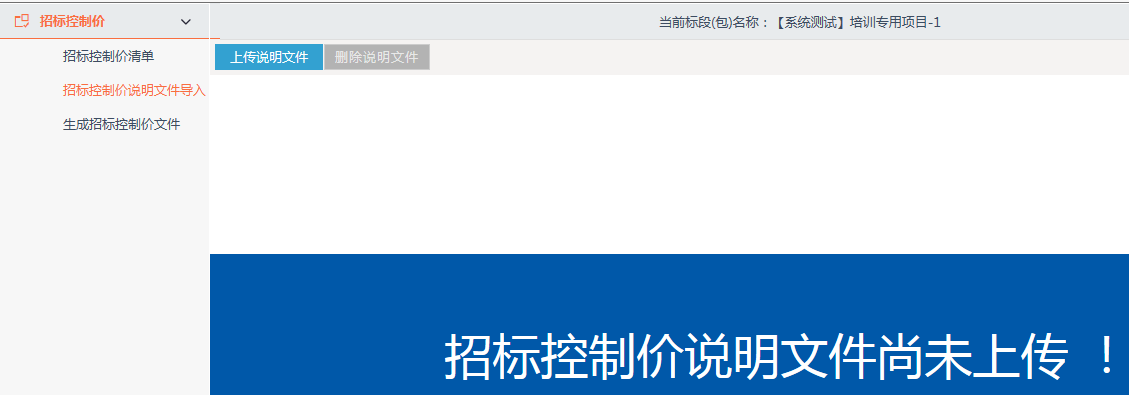 招标控制价
当前标段(包)名称：【系统测试】培训专用项目-1
招标控制价清单
招标控制价说明文件导入
生成招标控制价文件
上传说明文件 删除说明文件
招标控制价说明文件尚未上传 ！